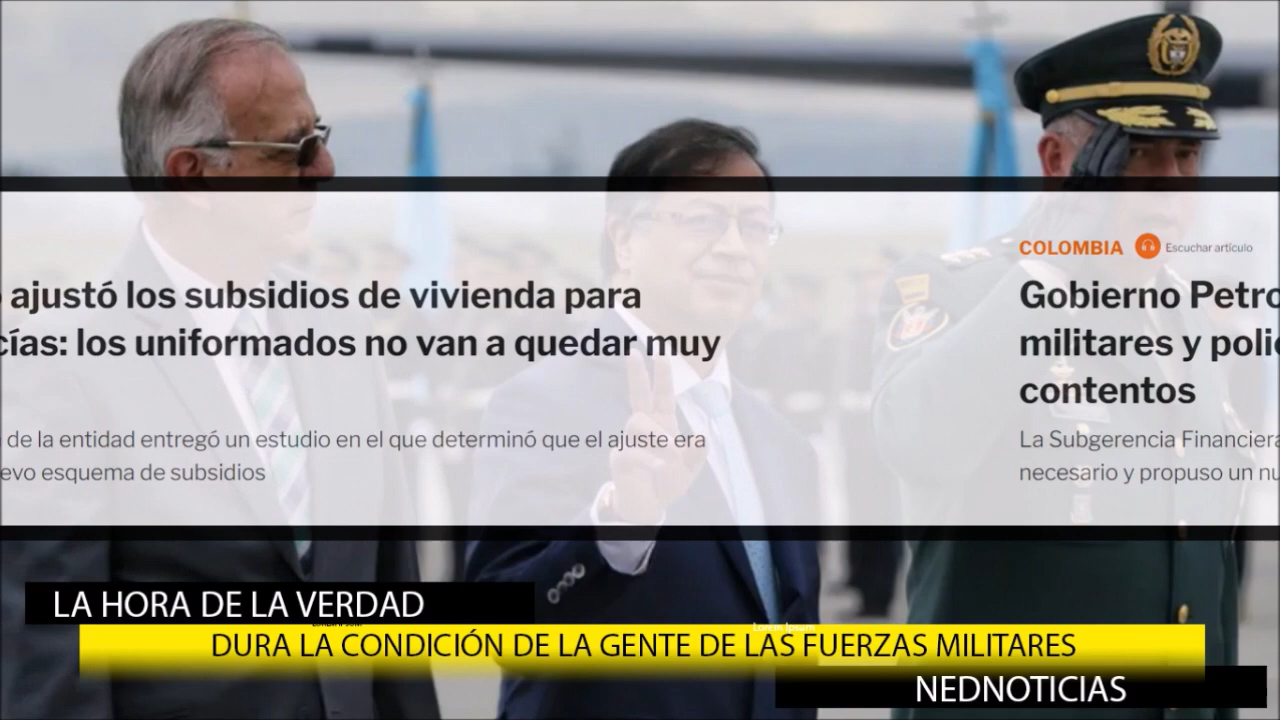 ajustó los subsidios de vivienda para
cías: los uniformados no van a quedar muy
de la entidad entregó un estudio en el que determinó que el ajuste era
evo esquema de subsidios
COLOMBIA Escuchar artículo
Gobierno Petro
militares y poli
contentos
La Subgerencia Financiera
necesario y propuso un nu
LA HORA DE LA VERDAD
Lorem Ipsum
DURA LA CONDICIÓN DE LA GENTE DE LAS FUERZAS MILITARES
NEDNOTICIAS